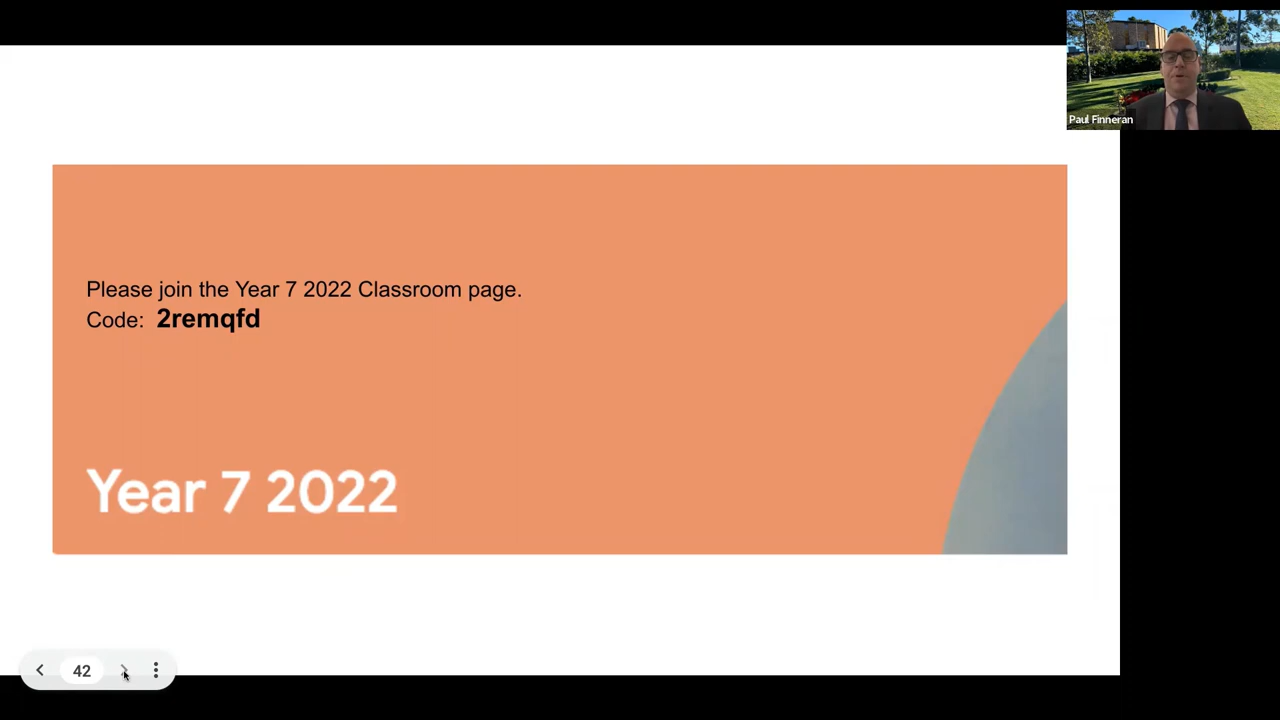 Paul Finneran
Please join the Year 7 2022 Classroom page.
Code: 2remqfd
Year 7 2022
42